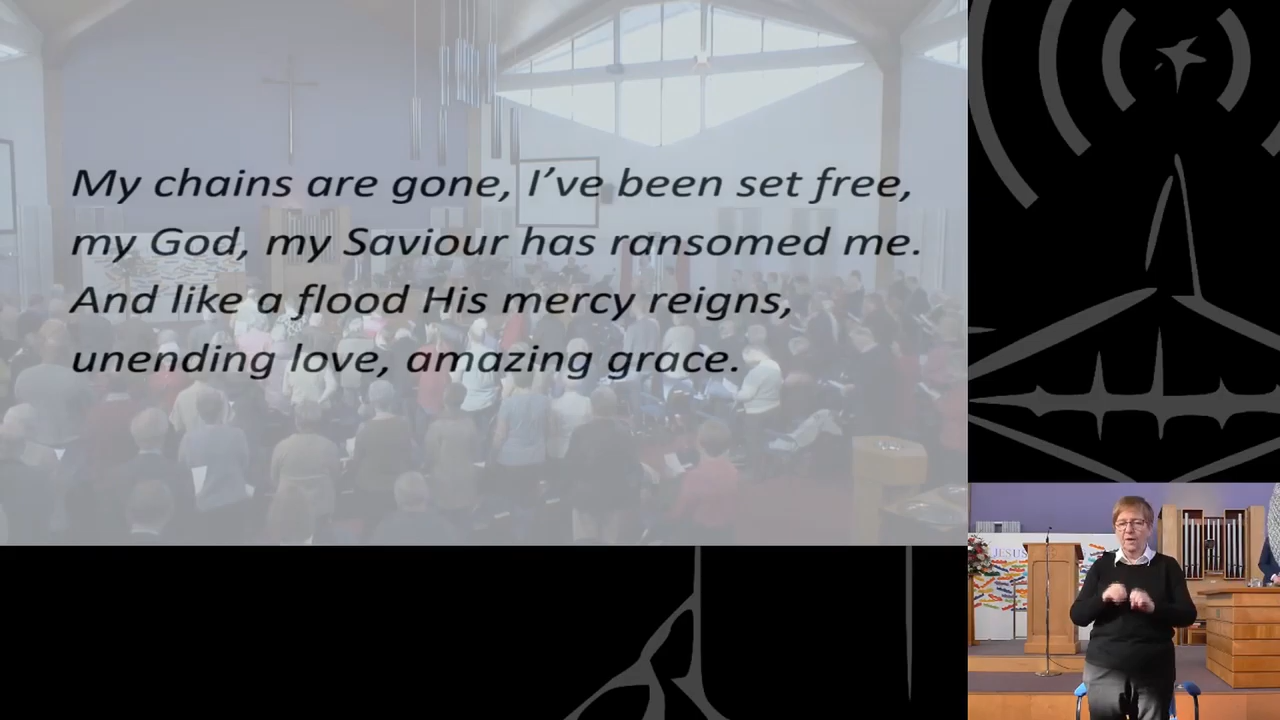 My chains are gone, I’ve been set free,
my God, my Saviour has ransomed me.
And like a flood His mercy reigns,
unending love, amazing grace.
JESUS